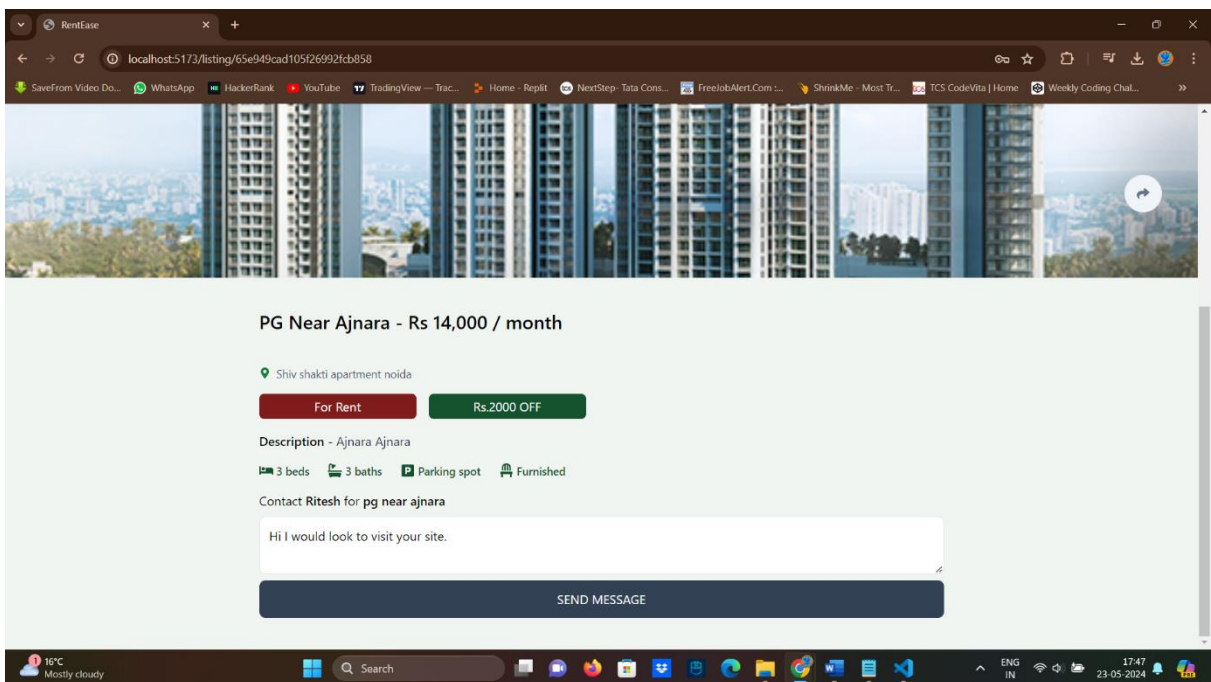 RentEase
localhost:5173/listing/65e949cad105f26992fcb858
SaveFrom Video Do... WhatsApp HackerRank YouTube TradingView — Trac... Home - Replit NextStep- Tata Cons... FreeJobAlert.Com :... ShrinkMe - Most Tr... TCS CodeVita | Home Weekly Coding Chal...
PG Near Ajnara - Rs 14,000 / month
Shiv shakti apartment noida
For Rent Rs.2000 OFF
Description - Ajnara Ajnara
3 beds 3 baths P Parking spot Furnished
Contact Ritesh for pg near ajnara
Hi I would look to visit your site.
SEND MESSAGE
1 16°C
Mostly cloudy
Search
ENG
IN
17:47
23-05-2024